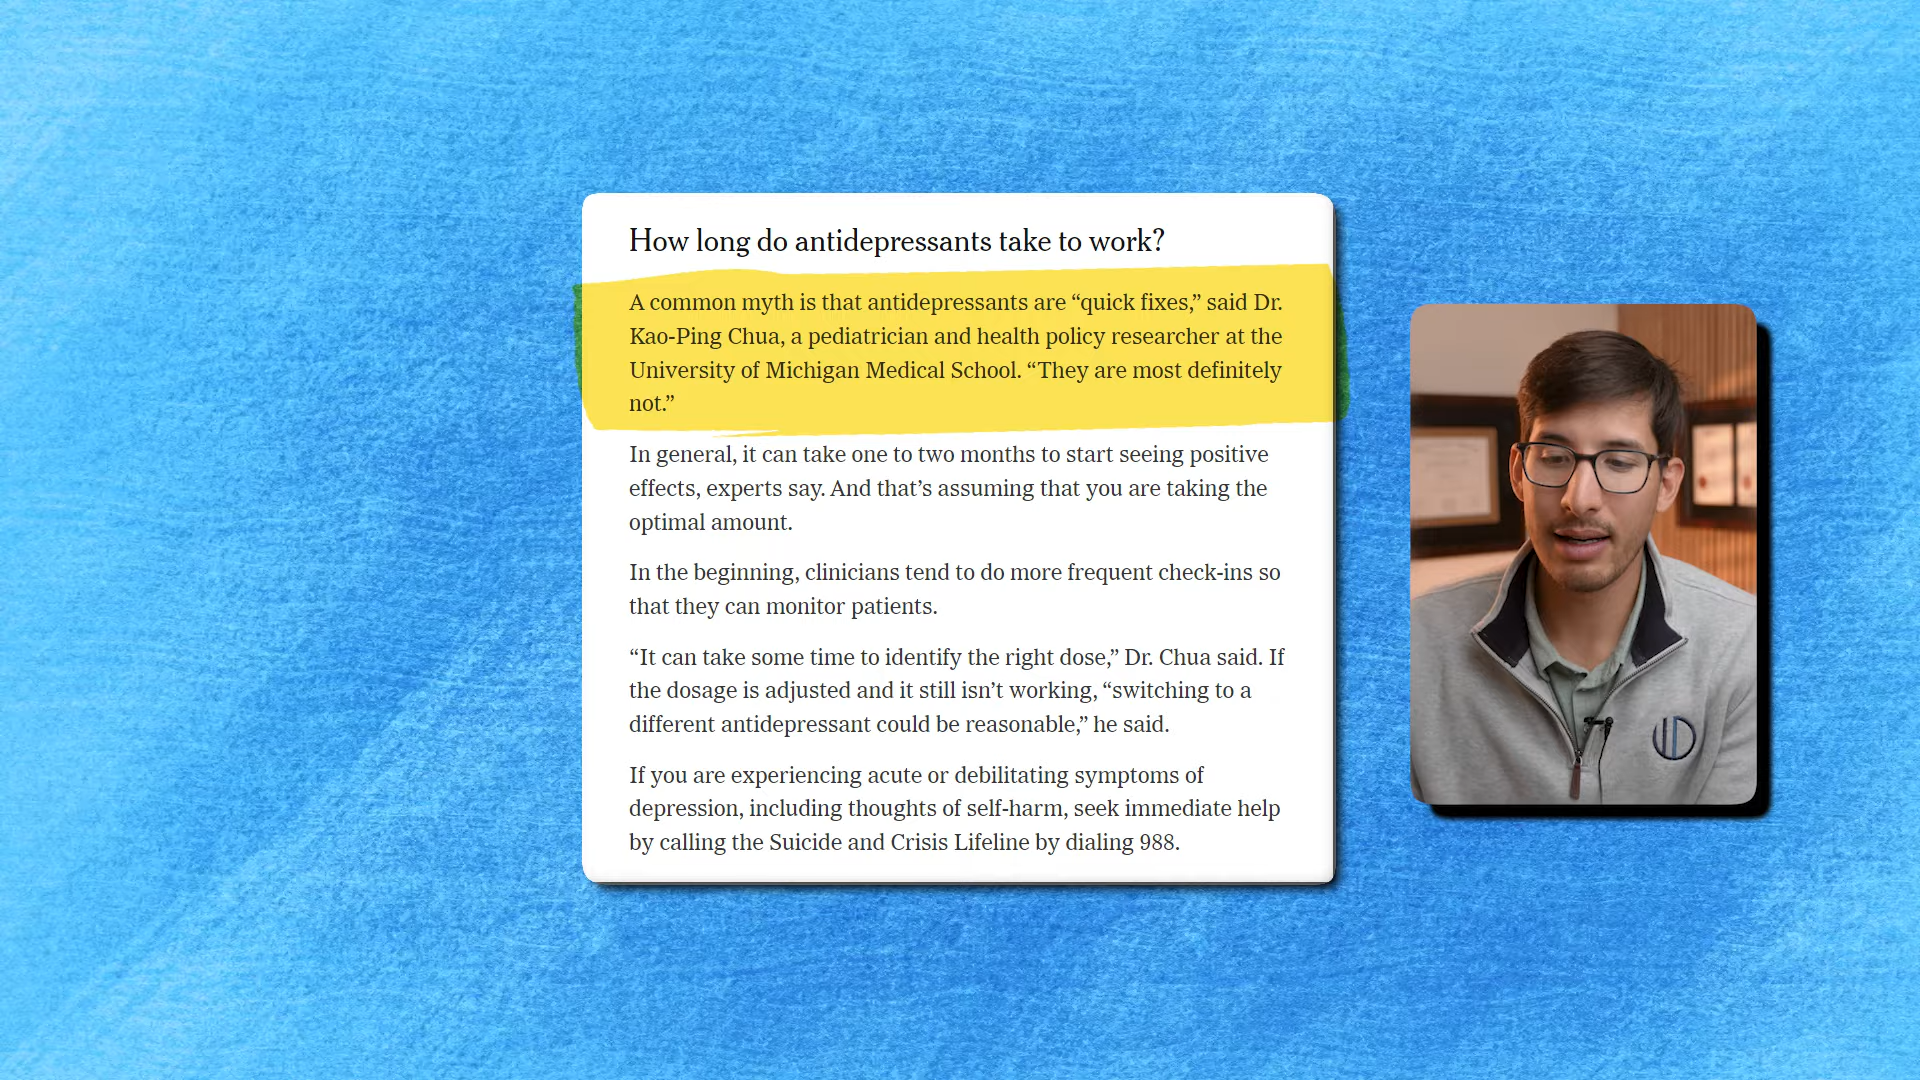 How long do antidepressants take to work?
A common myth is that antidepressants are “quick fixes,” said Dr.
Kao-Ping Chua, a pediatrician and health policy researcher at the
University of Michigan Medical School. “They are most definitely
not.”
In general, it can take one to two months to start seeing positive
effects, experts say. And that’s assuming that you are taking the
optimal amount.
In the beginning, clinicians tend to do more frequent check-ins so
that they can monitor patients.
“It can take some time to identify the right dose,” Dr. Chua said. If
the dosage is adjusted and it still isn’t working, “switching to a
different antidepressant could be reasonable,” he said.
If you are experiencing acute or debilitating symptoms of
depression, including thoughts of self-harm, seek immediate help
by calling the Suicide and Crisis Lifeline by dialing 988.